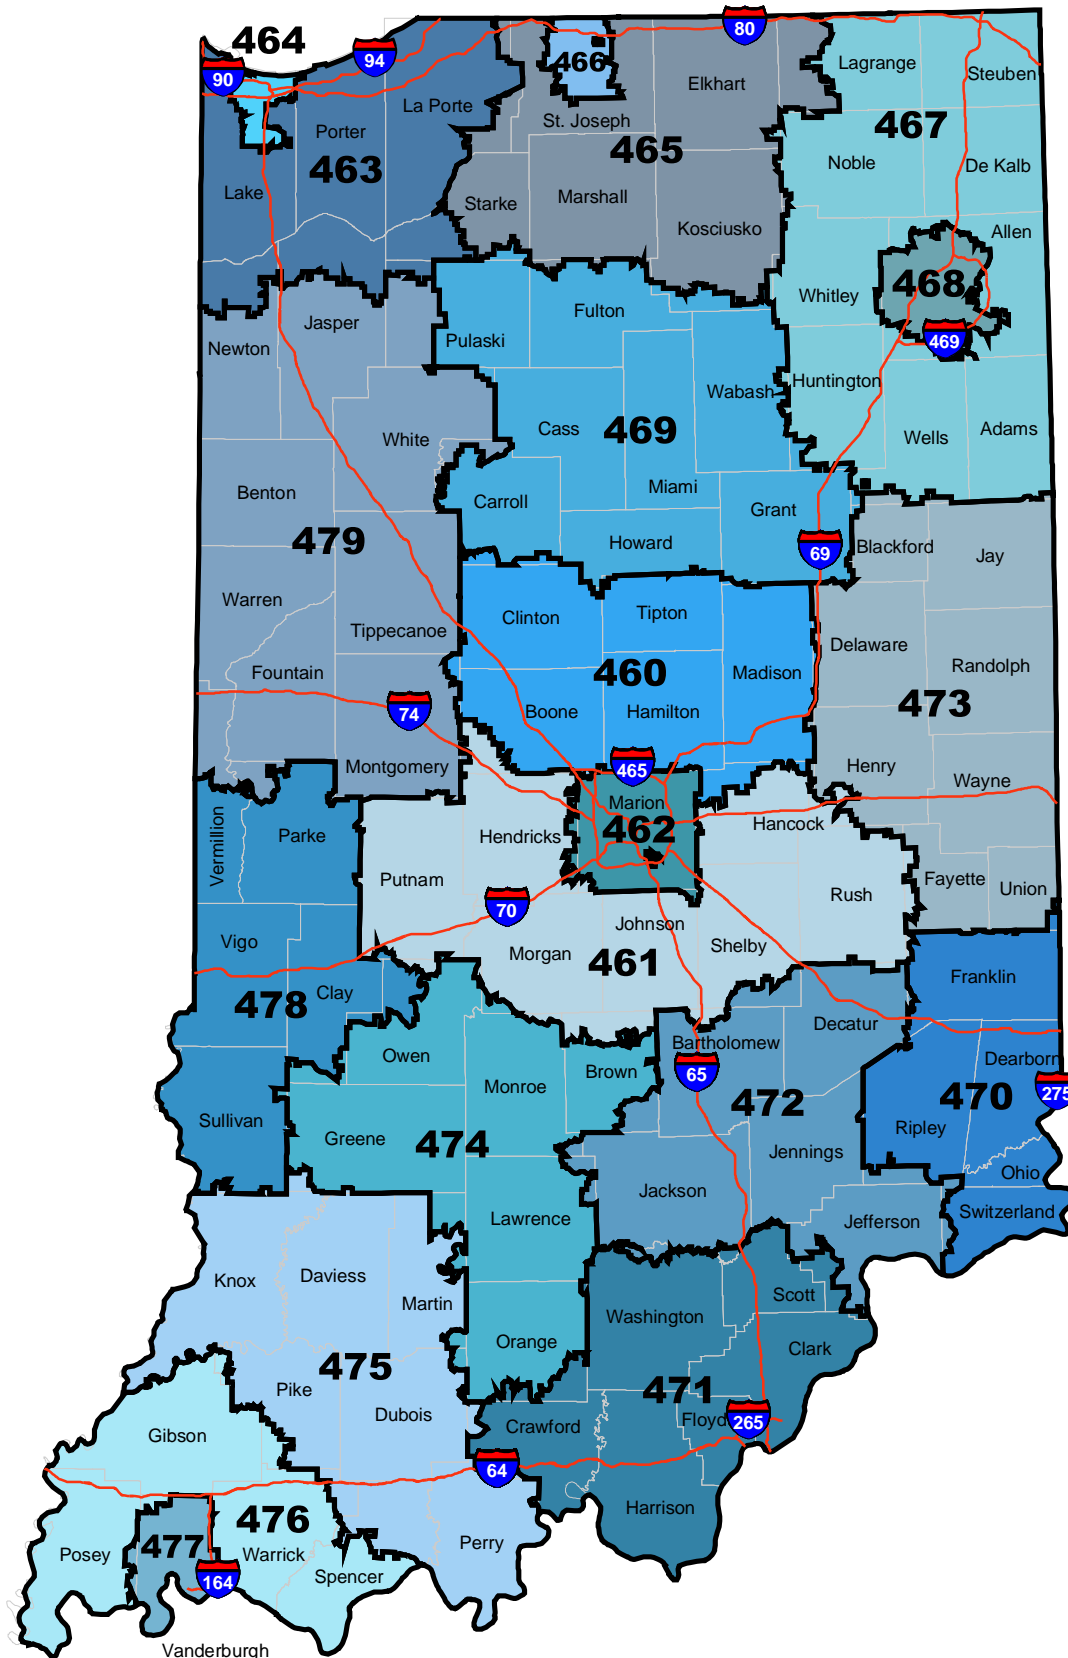 464
80
94
90
466
Lagrange
Steuben
Elkhart
La Porte
St. Joseph
467
Porter
465
463
Noble
De Kalb
Lake
Starke
Marshall
Kosciusko
Allen
468
Whitley
Fulton
Jasper
469
Newton
Pulaski
Huntington
Wabash
White
Cass
469
Wells
Adams
Benton
Carroll
Miami
Grant
479
Howard
69
Blackford
Jay
Warren
Clinton
Tipton
Tippecanoe
Delaware
Randolph
Fountain
460
Madison
74
Boone
Hamilton
473
Montgomery
465
Henry
Wayne
Marion
Vermillion
Parke
Hendricks
462
Hancock
Putnam
Fayette
Union
Rush
70
Johnson
Vigo
Morgan
461
Shelby
Franklin
478
Clay
Decatur
Owen
Bartholomew
Dearborn
Monroe
Brown
65
275
472
470
Sullivan
Greene
474
Ripley
Jennings
Ohio
Jackson
Lawrence
Jefferson
Switzerland
Knox
Daviess
Martin
Scott
Washington
Orange
Clark
475
Pike
471
Dubois
Crawford
Floyd
265
Gibson
64
Harrison
476
477
Posey
Warrick
Perry
164
Spencer
Vanderburgh